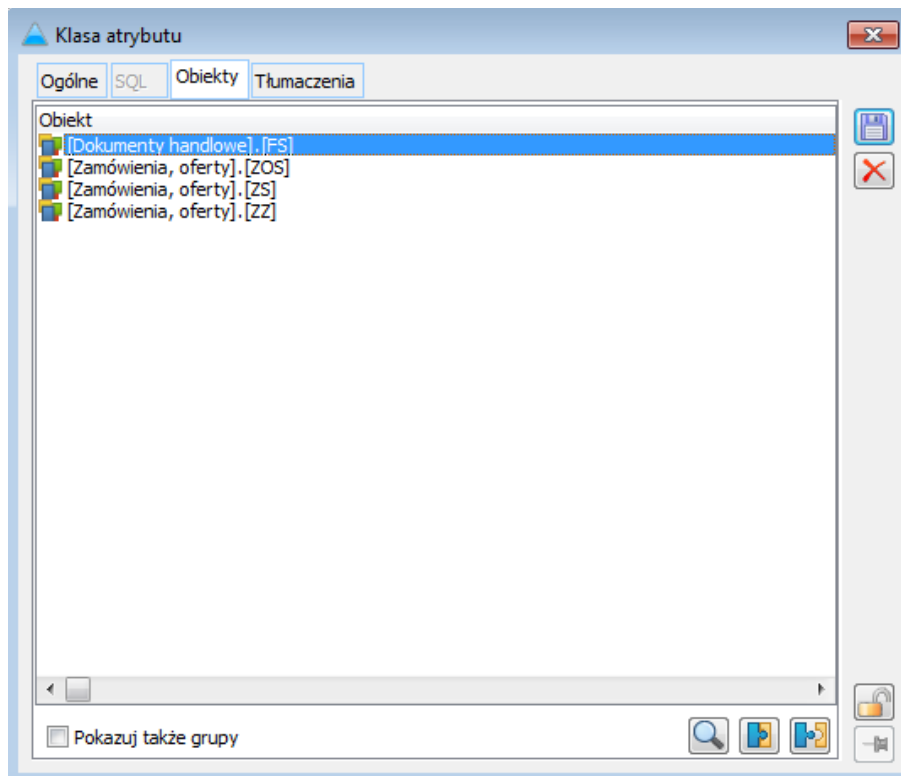 Klasa atrybutu
Ogólne SQL Obiekty Tłumaczenia
Obiekt
[Dokumenty handlowe].[FS]
[Zamówienia, oferty].[ZOS]
[Zamówienia, oferty].[ZS]
[Zamówienia, oferty].[ZZ]
Pokazuj także grupy